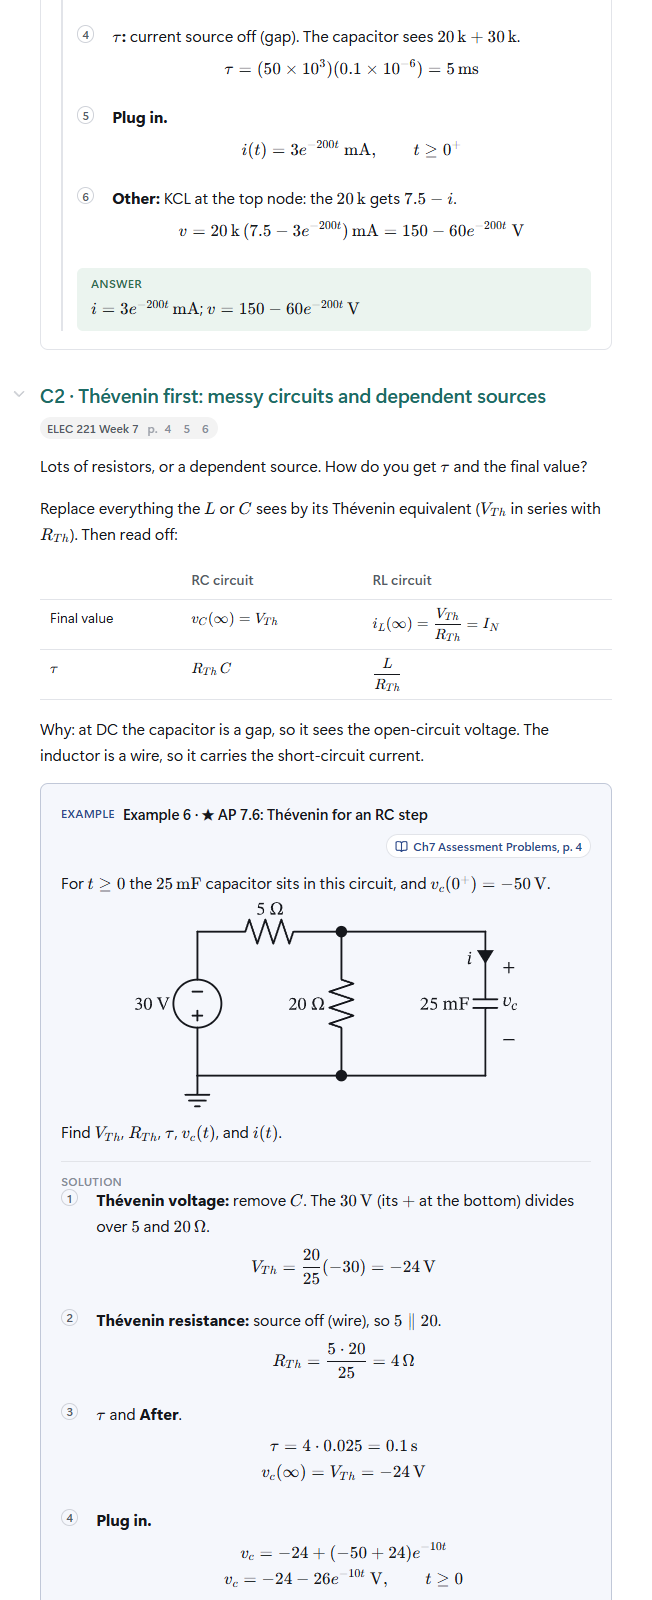 4 τ: current source off (gap). The capacitor sees 20 k + 30 k.
τ = (50 × 10³)(0.1 × 10⁻⁶) = 5 ms
5 Plug in.
i(t) = 3e⁻²⁰⁰ᵗ mA,   t ≥ 0⁺
6 Other: KCL at the top node: the 20 k gets 7.5 − i.
v = 20 k (7.5 − 3e⁻²⁰⁰ᵗ) mA = 150 − 60e⁻²⁰⁰ᵗ V
ANSWER
i = 3e⁻²⁰⁰ᵗ mA; v = 150 − 60e⁻²⁰⁰ᵗ V
C2 · Thévenin first: messy circuits and dependent sources
ELEC 221 Week 7 p. 4 5 6
Lots of resistors, or a dependent source. How do you get τ and the final value?
Replace everything the L or C sees by its Thévenin equivalent (V_Th in series with
R_Th). Then read off:
RC circuit RL circuit
Final value v_C(∞) = V_Th i_L(∞) = V_Th/R_Th = I_N
τ R_Th C L/R_Th
Why: at DC the capacitor is a gap, so it sees the open-circuit voltage. The
inductor is a wire, so it carries the short-circuit current.
EXAMPLE Example 6 · ★ AP 7.6: Thévenin for an RC step
Ch7 Assessment Problems, p. 4
For t ≥ 0 the 25 mF capacitor sits in this circuit, and v_c(0⁺) = −50 V.
5 Ω
i +
30 V − + 20 Ω 25 mF v_c
−
Find V_Th, R_Th, τ, v_c(t), and i(t).
SOLUTION
1 Thévenin voltage: remove C. The 30 V (its + at the bottom) divides
over 5 and 20 Ω.
V_Th = 20/25 (−30) = −24 V
2 Thévenin resistance: source off (wire), so 5 ∥ 20.
R_Th = 5 · 20/25 = 4 Ω
3 τ and After.
τ = 4 · 0.025 = 0.1 s
v_c(∞) = V_Th = −24 V
4 Plug in.
v_c = −24 + (−50 + 24)e⁻¹⁰ᵗ
v_c = −24 − 26e⁻¹⁰ᵗ V,   t ≥ 0